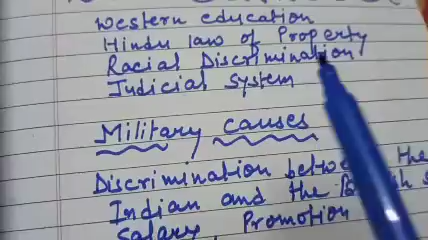 western education
Hindu law of Property
Racial Discrimination
Judicial System
Military causes
Discrimination between the
Indian and the British
Salary, Promotion